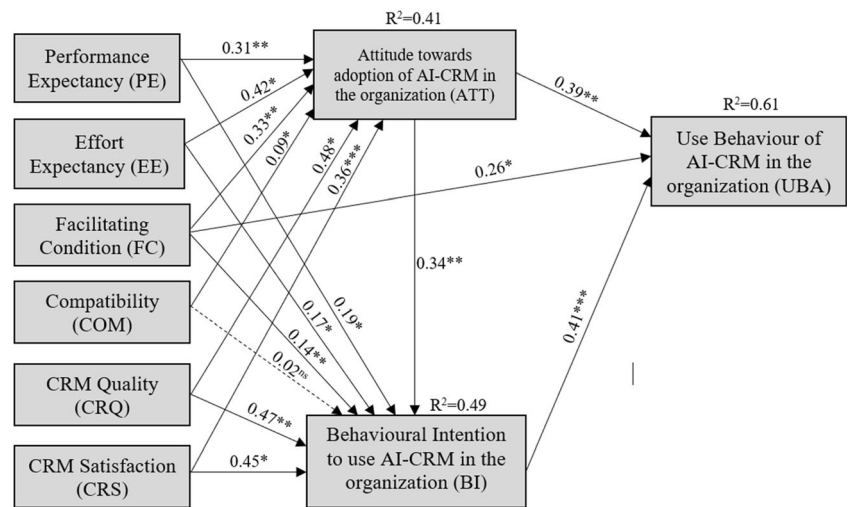 R²=0.41
Performance
Expectancy (PE)
0.31**
Attitude towards
adoption of AI-CRM in
the organization (ATT)
0.42*
0.39**
R²=0.61
Effort
Expectancy (EE)
0.33**
0.09*
0.48*
0.36***
Use Behaviour of
AI-CRM in the
organization (UBA)
0.26*
Facilitating
Condition (FC)
0.34**
Compatibility
(COM)
0.19*
0.17*
0.14**
0.02ns
0.41***
CRM Quality
(CRQ)
0.47**
R²=0.49
Behavioural Intention
to use AI-CRM in the
organization (BI)
CRM Satisfaction
(CRS)
0.45*